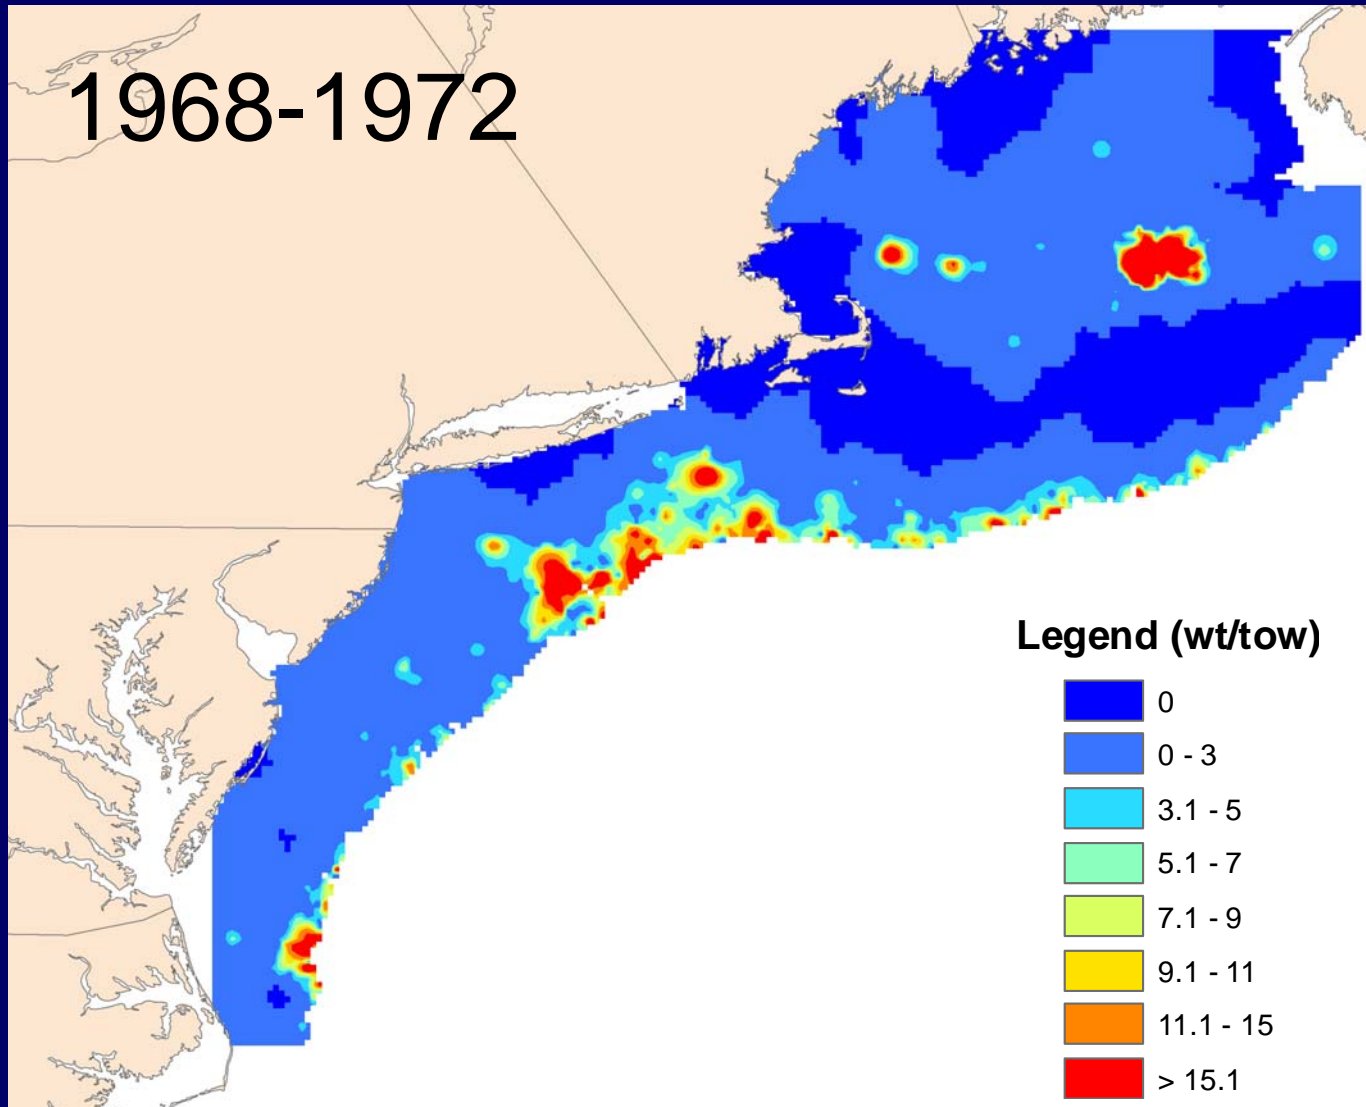 1968-1972
Legend (wt/tow)
0
0 - 3
3.1 - 5
5.1 - 7
7.1 - 9
9.1 - 11
11.1 - 15
> 15.1